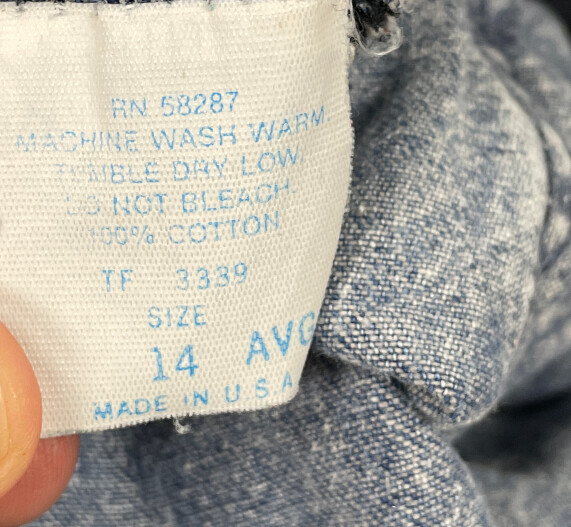 RN 58287
MACHINE WASH WARM
TUMBLE DRY LOW
DO NOT BLEACH
100% COTTON
TF 3339
SIZE
14 AVG
MADE IN U S A